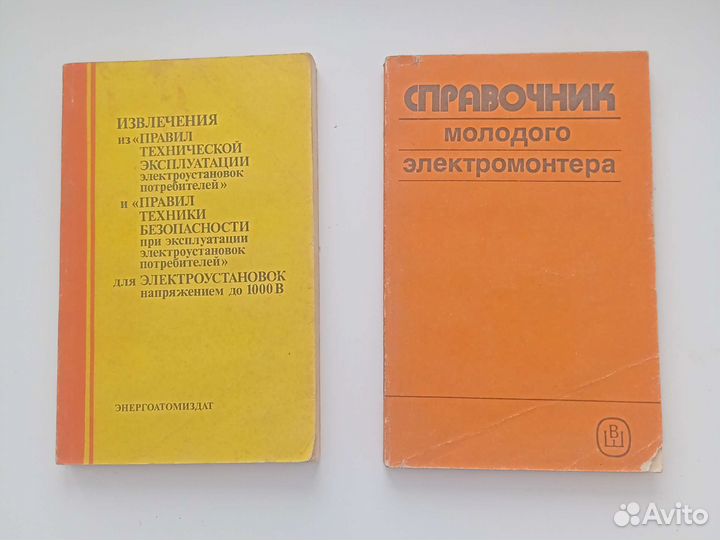 ИЗВЛЕЧЕНИЯ
из «ПРАВИЛ
ТЕХНИЧЕСКОЙ
ЭКСПЛУАТАЦИИ
электроустановок
потребителей»
и «ПРАВИЛ
ТЕХНИКИ
БЕЗОПАСНОСТИ
при эксплуатации
электроустановок
потребителей»
для ЭЛЕКТРОУСТАНОВОК
напряжением до 1000 В
ЭНЕРГОАТОМИЗДАТ
СПРАВОЧНИК
молодого
электромонтера
ВШ
Avito